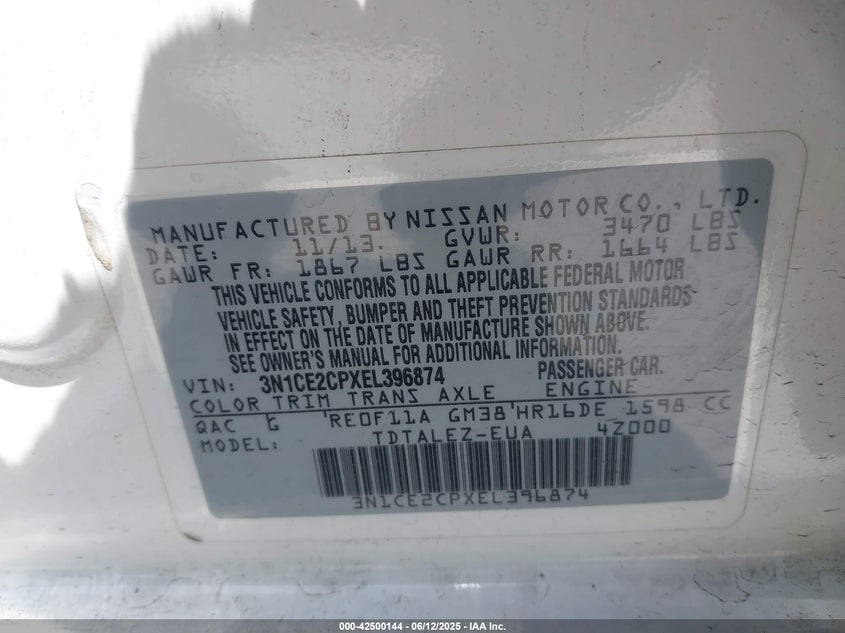 MANUFACTURED BY NISSAN MOTOR CO., LTD.
DATE: 11/13. GVWR: 3470 LBS
GAWR FR: 1867 LBS GAWR RR: 1664 LBS
THIS VEHICLE CONFORMS TO ALL APPLICABLE FEDERAL MOTOR
VEHICLE SAFETY, BUMPER AND THEFT PREVENTION STANDARDS
IN EFFECT ON THE DATE OF MANUFACTURE SHOWN ABOVE.
SEE OWNER'S MANUAL FOR ADDITIONAL INFORMATION.
VIN: 3N1CE2CPXEL396874 PASSENGER CAR.
COLOR TRIM TRANS AXLE ENGINE
QAC G RE0F11A GM38 HR16DE 1598 CC
MODEL: TDTALEZ-EUA 4Z000
3N1CE2CPXEL396874
000-42500144 - 06/12/2025 - IAA Inc.